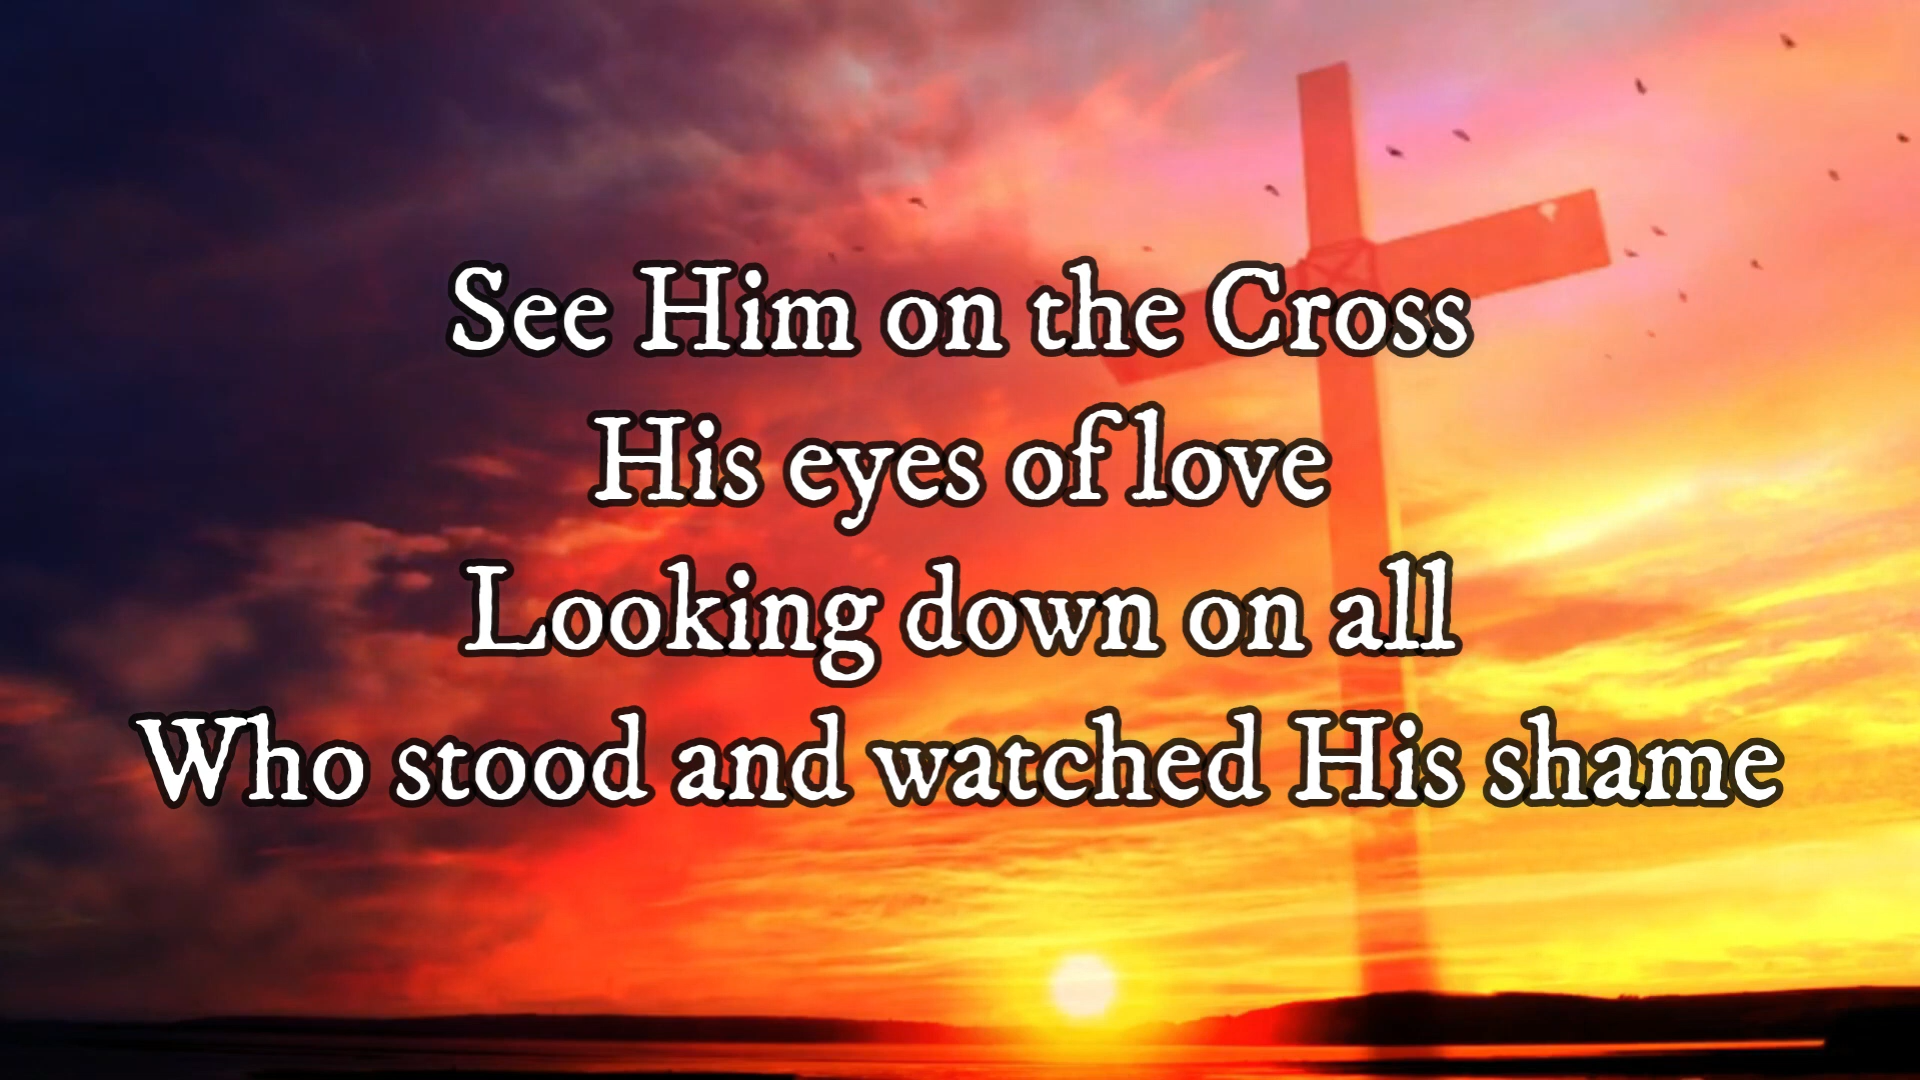 See Him on the Cross
His eyes of love
Looking down on all
Who stood and watched His shame